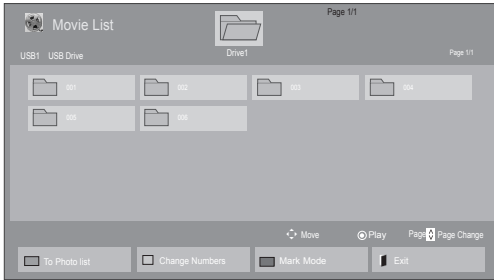 Movie List
Page 1/1
USB1 USB Drive
Drive1
Page 1/1
001 002 003 004
005 006
Move Play Page Page Change
To Photo list Change Numbers Mark Mode Exit